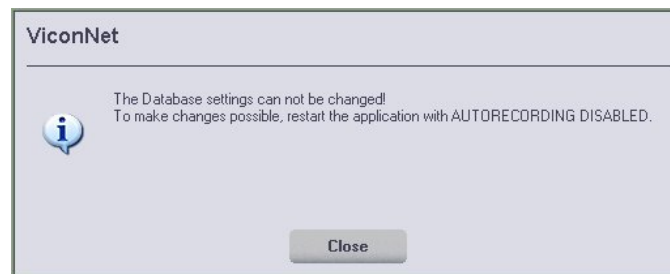 ViconNet
The Database settings can not be changed!
To make changes possible, restart the application with AUTORECORDING DISABLED.
Close